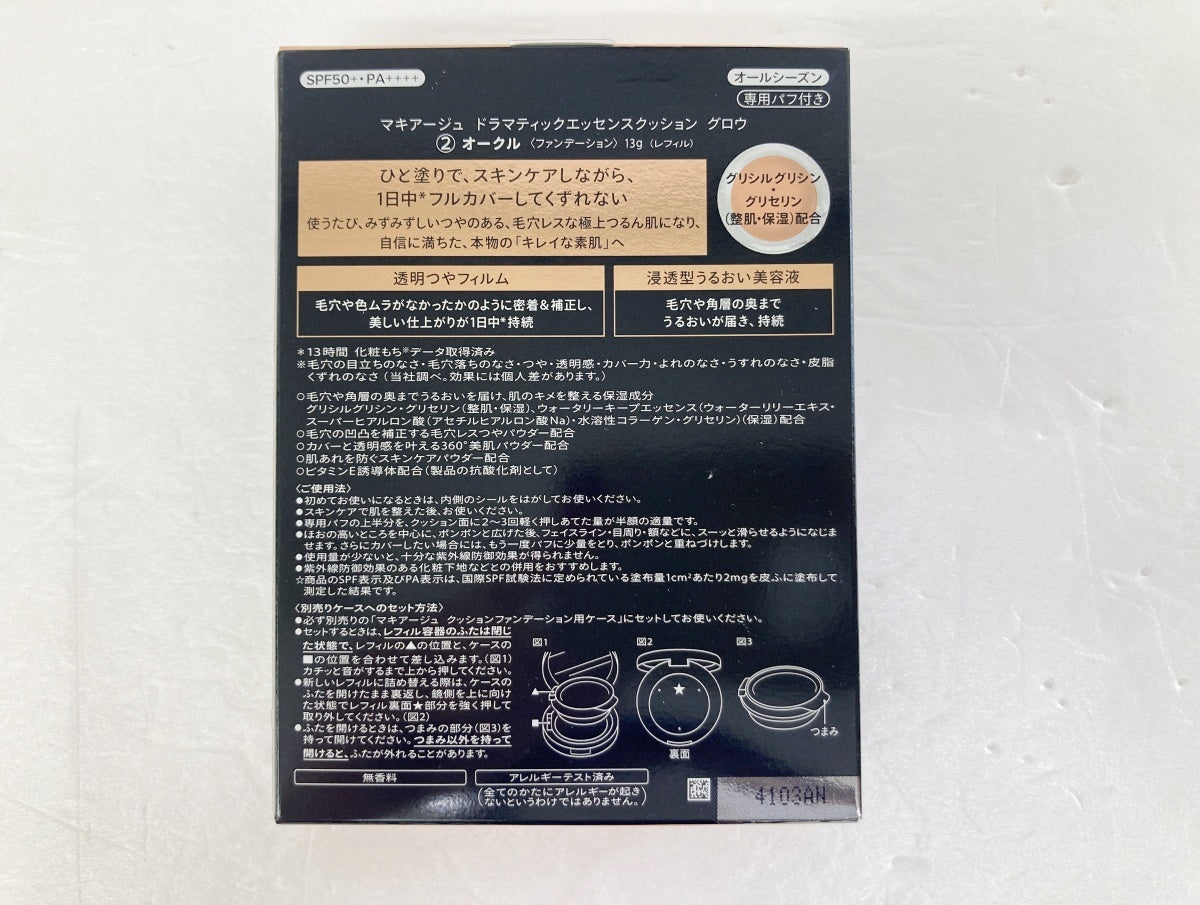 SPF50+・PA++++
オールシーズン
専用パフ付き
マキアージュ ドラマティックエッセンスクッション グロウ
② オークル 〈ファンデーション〉 13g (レフィル)
ひと塗りで、スキンケアしながら、
1日中*フルカバーしてくずれない
使うたび、みずみずしいつやのある、毛穴レスな極上つるん肌になり、
自信に満ちた、本物の「キレイな素肌」へ
グリシルグリシン
・
グリセリン
(整肌・保湿)配合
透明つやフィルム
毛穴や色ムラがなかったかのように密着&補正し、
美しい仕上がりが1日中*持続
浸透型うるおい美容液
毛穴や角層の奥まで
うるおいが届き、持続
*13時間 化粧もち※データ取得済み
※毛穴の目立ちのなさ・毛穴落ちのなさ・つや・透明感・カバー力・よれのなさ・うすれのなさ・皮脂
くずれのなさ (当社調べ。効果には個人差があります。)
○毛穴や角層の奥までうるおいを届け、肌のキメを整える保湿成分
グリシルグリシン・グリセリン(整肌・保湿)、ウォータリーキープエッセンス(ウォーターリリーエキス・
スーパーヒアルロン酸(アセチルヒアルロン酸Na)・水溶性コラーゲン・グリセリン)(保湿)配合
○毛穴の凹凸を補正する毛穴レスつやパウダー配合
○カバーと透明感を叶える360°美肌パウダー配合
○肌あれを防ぐスキンケアパウダー配合
○ビタミンE誘導体配合(製品の抗酸化剤として)
〈ご使用法〉
●初めてお使いになるときは、内側のシールをはがしてお使いください。
●スキンケアで肌を整えた後、お使いください。
●専用パフの上半分を、クッション面に2〜3回軽く押しあてた量が半顔の適量です。
●ほおの高いところを中心に、ポンポンと広げた後、フェイスライン・目周り・額などに、スーッと滑らせるようになじま
せます。さらにカバーしたい場合には、もう一度パフに少量をとり、ポンポンと重ねづけします。
●使用量が少ないと、十分な紫外線防御効果が得られません。
●紫外線防御効果のある化粧下地などとの併用をおすすめします。
☆商品のSPF表示及びPA表示は、国際SPF試験法に定められている塗布量1cm²あたり2mgを皮ふに塗布して
測定した結果です。
〈別売りケースへのセット方法〉
●必ず別売りの「マキアージュ クッションファンデーション用ケース」にセットしてお使いください。
●セットするときは、レフィル容器のふたは閉じ
た状態で、レフィルの▲の位置と、ケースの
■の位置を合わせて差し込みます。(図1)
カチッと音がするまで上から押してください。
●新しいレフィルに詰め替える際は、ケースの
ふたを開けたまま裏返し、鏡側を上に向け
た状態でレフィル裏面★部分を強く押して
取り外してください。(図2)
●ふたを開けるときは、つまみの部分(図3)を
持って開けてください。つまみ以外を持って
開けると、ふたが外れることがあります。
図1
図2
図3
▲
■
★
裏面
つまみ
無香料
アレルギーテスト済み
(全てのかたにアレルギーが起き
ないというわけではありません。)
4103AN